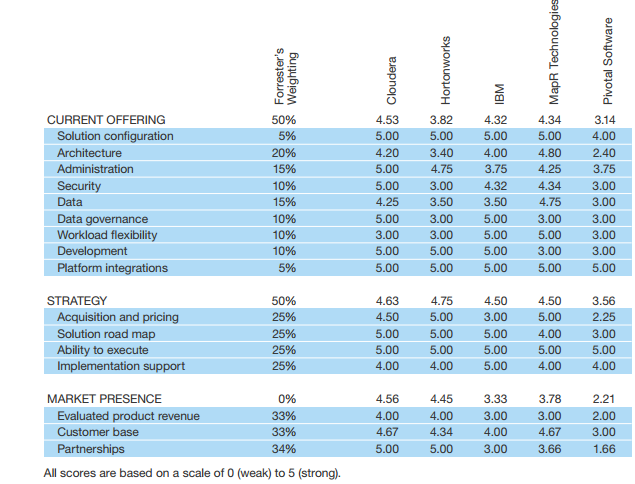 Forrester's Weighting Cloudera Hortonworks IBM MapR Technologies Pivotal Software
CURRENT OFFERING 50% 4.53 3.82 4.32 4.34 3.14
Solution configuration 5% 5.00 5.00 5.00 5.00 4.00
Architecture 20% 4.20 3.40 4.00 4.80 2.40
Administration 15% 5.00 4.75 3.75 4.25 3.75
Security 10% 5.00 3.00 4.32 4.34 3.00
Data 15% 4.25 3.50 3.50 4.75 3.00
Data governance 10% 5.00 3.00 5.00 3.00 3.00
Workload flexibility 10% 3.00 3.00 5.00 5.00 3.00
Development 10% 5.00 5.00 5.00 3.00 3.00
Platform integrations 5% 5.00 5.00 5.00 5.00 5.00
STRATEGY 50% 4.63 4.75 4.50 4.50 3.56
Acquisition and pricing 25% 4.50 5.00 3.00 5.00 2.25
Solution road map 25% 5.00 5.00 5.00 4.00 3.00
Ability to execute 25% 5.00 5.00 5.00 5.00 5.00
Implementation support 25% 4.00 4.00 5.00 4.00 4.00
MARKET PRESENCE 0% 4.56 4.45 3.33 3.78 2.21
Evaluated product revenue 33% 4.00 4.00 3.00 3.00 2.00
Customer base 33% 4.67 4.34 4.00 4.67 3.00
Partnerships 34% 5.00 5.00 3.00 3.66 1.66
All scores are based on a scale of 0 (weak) to 5 (strong).